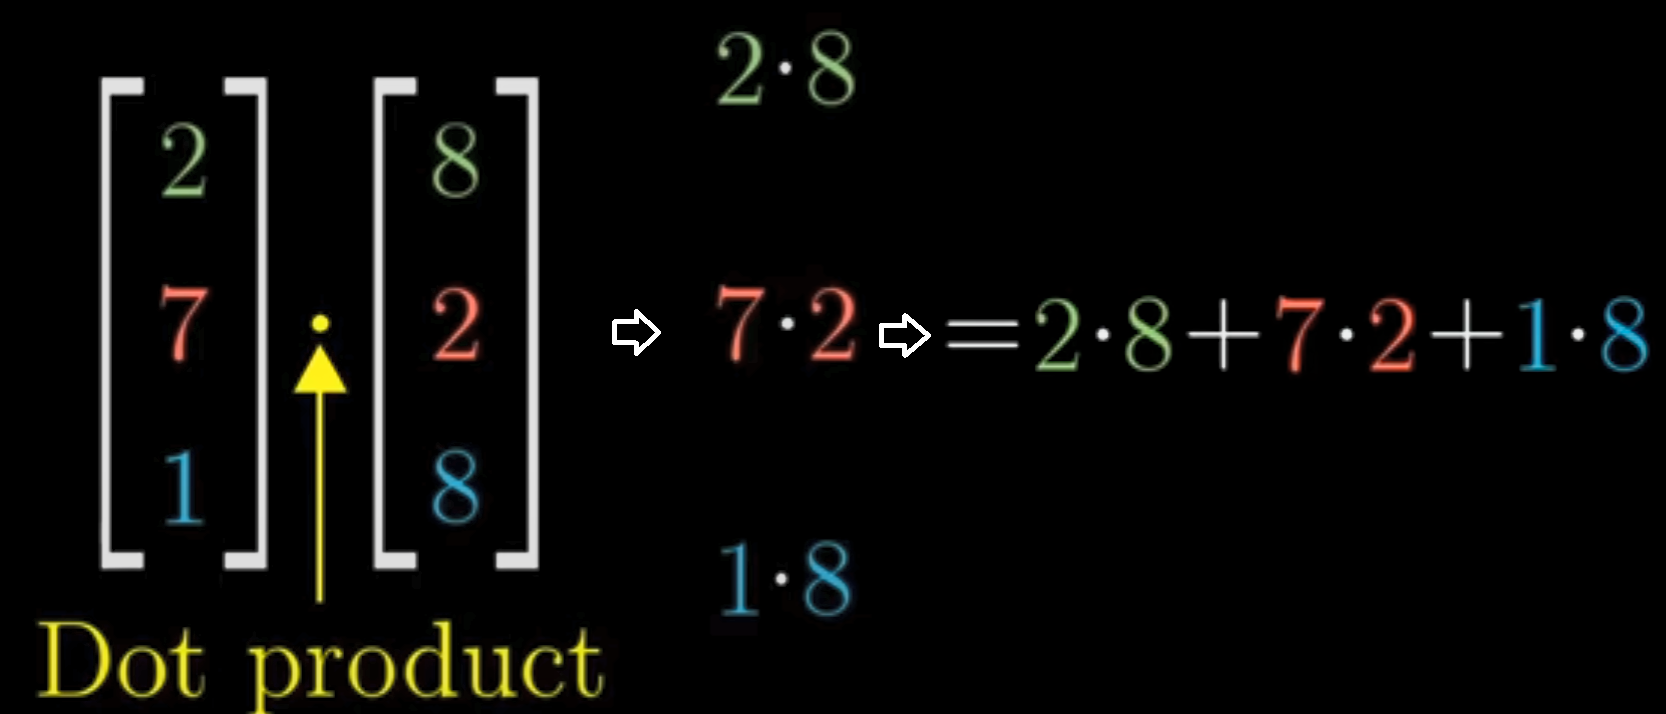 2·8
2 8
7 · 2 ⇨ 7·2 ⇨ =2·8+7·2+1·8
1 8
1·8
Dot product